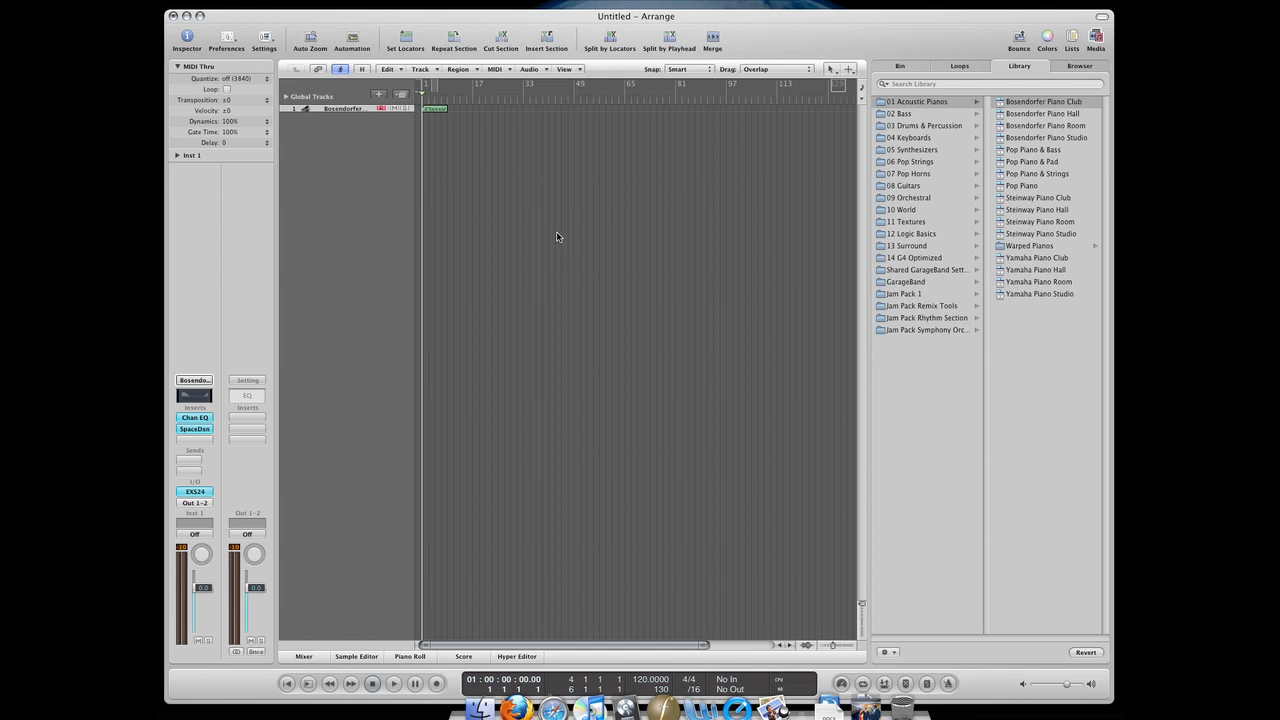 Untitled – Arrange
Inspector Preferences Settings Auto Zoom Automation Set Locators Repeat Section Cut Section Insert Section Split by Locators Split by Playhead Merge Bounce Colors Lists Media
MIDI Thru
Quantize: off (3840)
Loop:
Transposition: ±0
Velocity: ±0
Dynamics: 100%
Gate Time: 100%
Delay: 0
Inst 1
Bosendo...
Setting
EQ
Inserts
Inserts
Chan EQ
SpaceDsn
Sends
I/O
EXS24
Out 1-2
Inst 1
Out 1-2
Off
Off
0.0
0.0
M S
M S
Bnce
H Edit Track Region MIDI Audio View Snap: Smart Drag: Overlap
1 17 33 49 65 81 97 113
Global Tracks
1 Bosendorfer... M S
Mixer Sample Editor Piano Roll Score Hyper Editor
Bin Loops Library Browser
Search Library
01 Acoustic Pianos
02 Bass
03 Drums & Percussion
04 Keyboards
05 Synthesizers
06 Pop Strings
07 Pop Horns
08 Guitars
09 Orchestral
10 World
11 Textures
12 Logic Basics
13 Surround
14 G4 Optimized
Shared GarageBand Sett...
GarageBand
Jam Pack 1
Jam Pack Remix Tools
Jam Pack Rhythm Section
Jam Pack Symphony Orc...
Bosendorfer Piano Club
Bosendorfer Piano Hall
Bosendorfer Piano Room
Bosendorfer Piano Studio
Pop Piano & Bass
Pop Piano & Pad
Pop Piano & Strings
Pop Piano
Steinway Piano Club
Steinway Piano Hall
Steinway Piano Room
Steinway Piano Studio
Warped Pianos
Yamaha Piano Club
Yamaha Piano Hall
Yamaha Piano Room
Yamaha Piano Studio
Revert
01 : 00 : 00 : 00.00 4 1 1 1 120.0000 4/4 No In CPU
1 1 1 1 6 1 1 1 130 /16 No Out